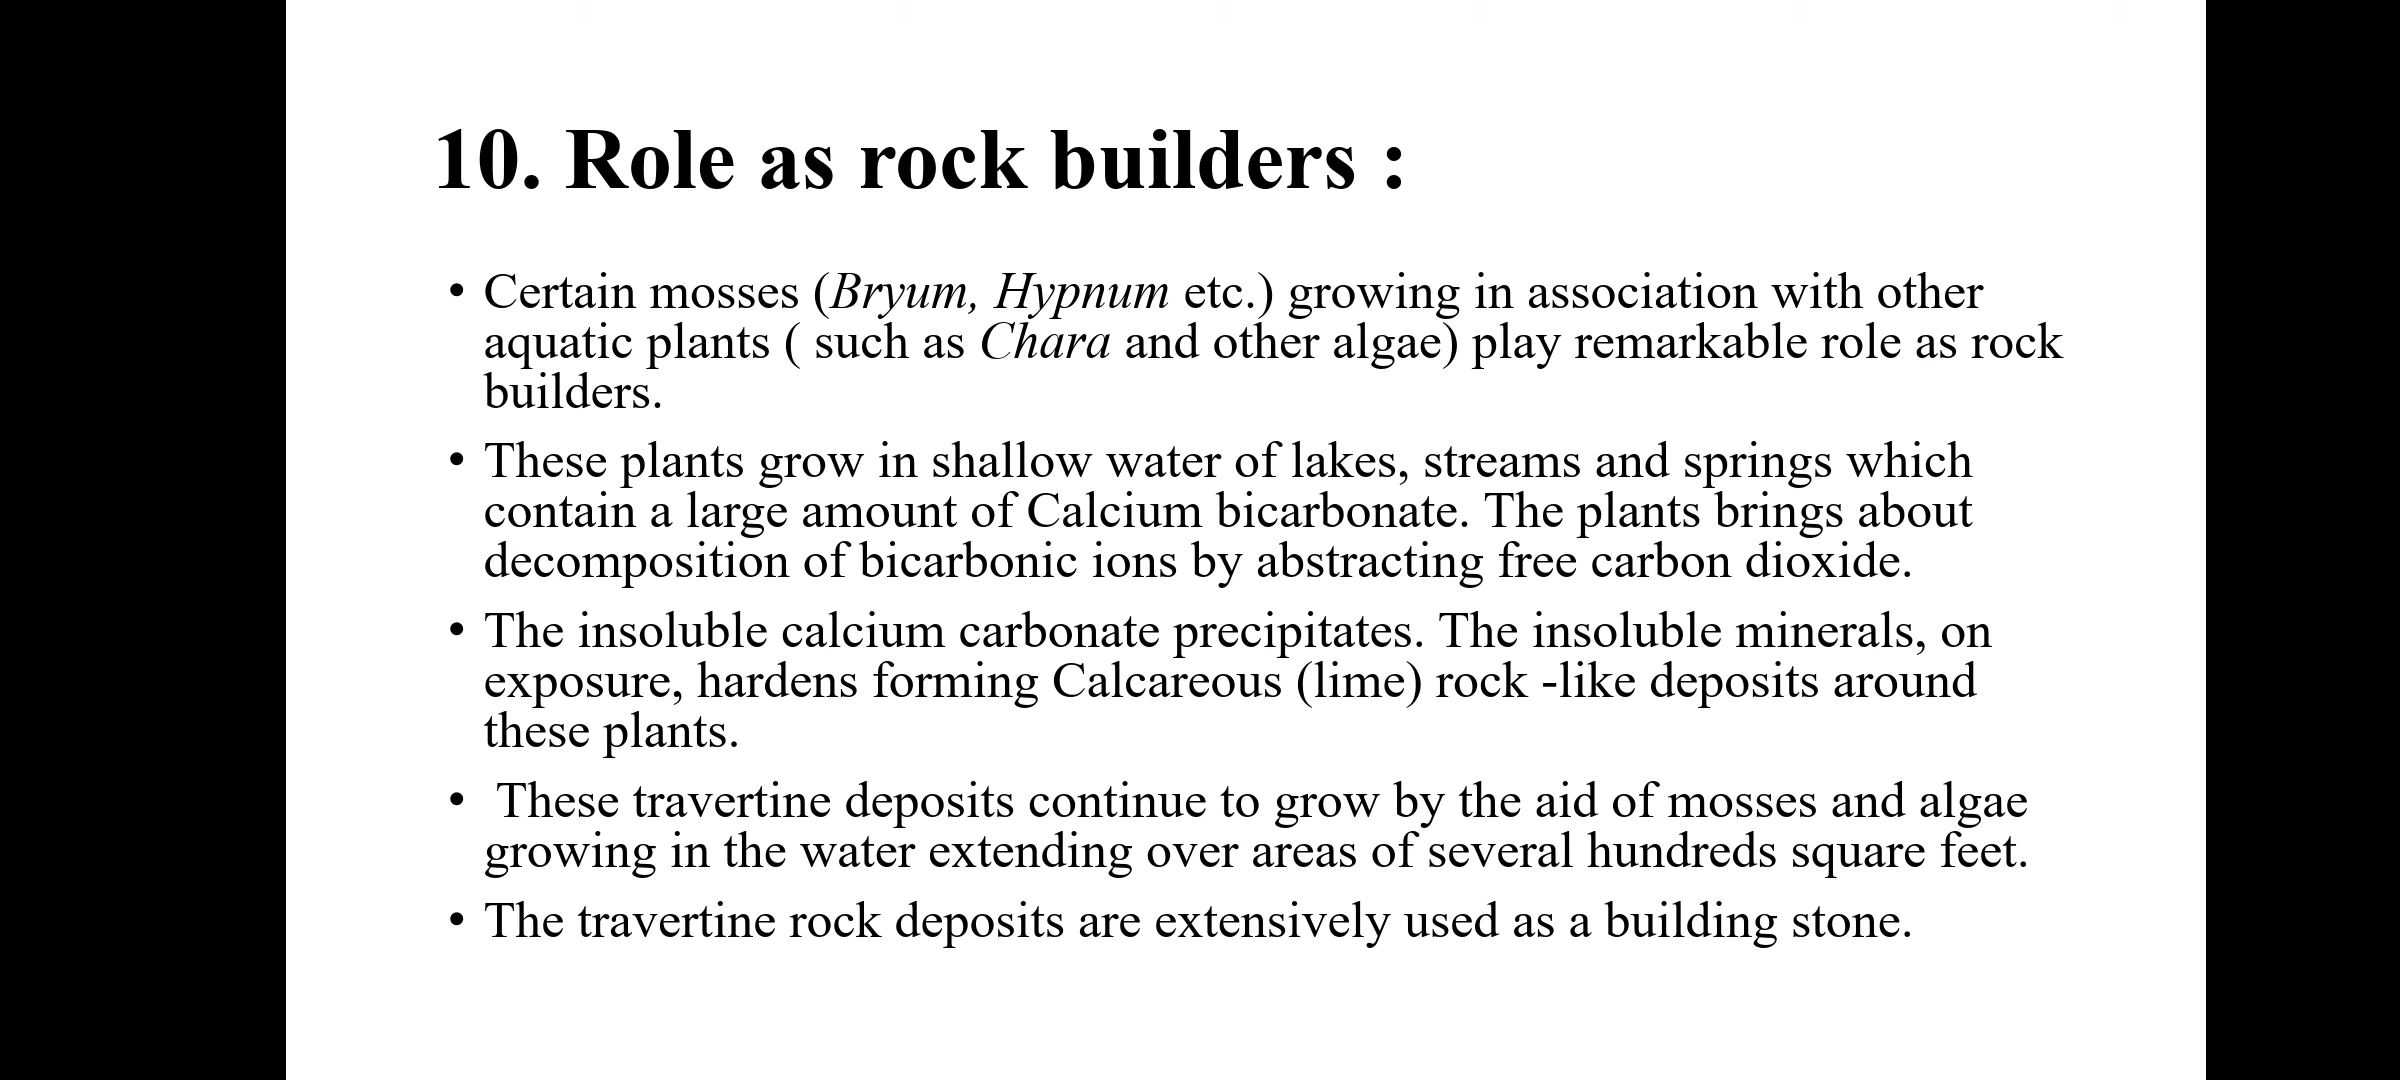 10. Role as rock builders :
• Certain mosses (Bryum, Hypnum etc.) growing in association with other
aquatic plants ( such as Chara and other algae) play remarkable role as rock
builders.
• These plants grow in shallow water of lakes, streams and springs which
contain a large amount of Calcium bicarbonate. The plants brings about
decomposition of bicarbonic ions by abstracting free carbon dioxide.
• The insoluble calcium carbonate precipitates. The insoluble minerals, on
exposure, hardens forming Calcareous (lime) rock -like deposits around
these plants.
• These travertine deposits continue to grow by the aid of mosses and algae
growing in the water extending over areas of several hundreds square feet.
• The travertine rock deposits are extensively used as a building stone.